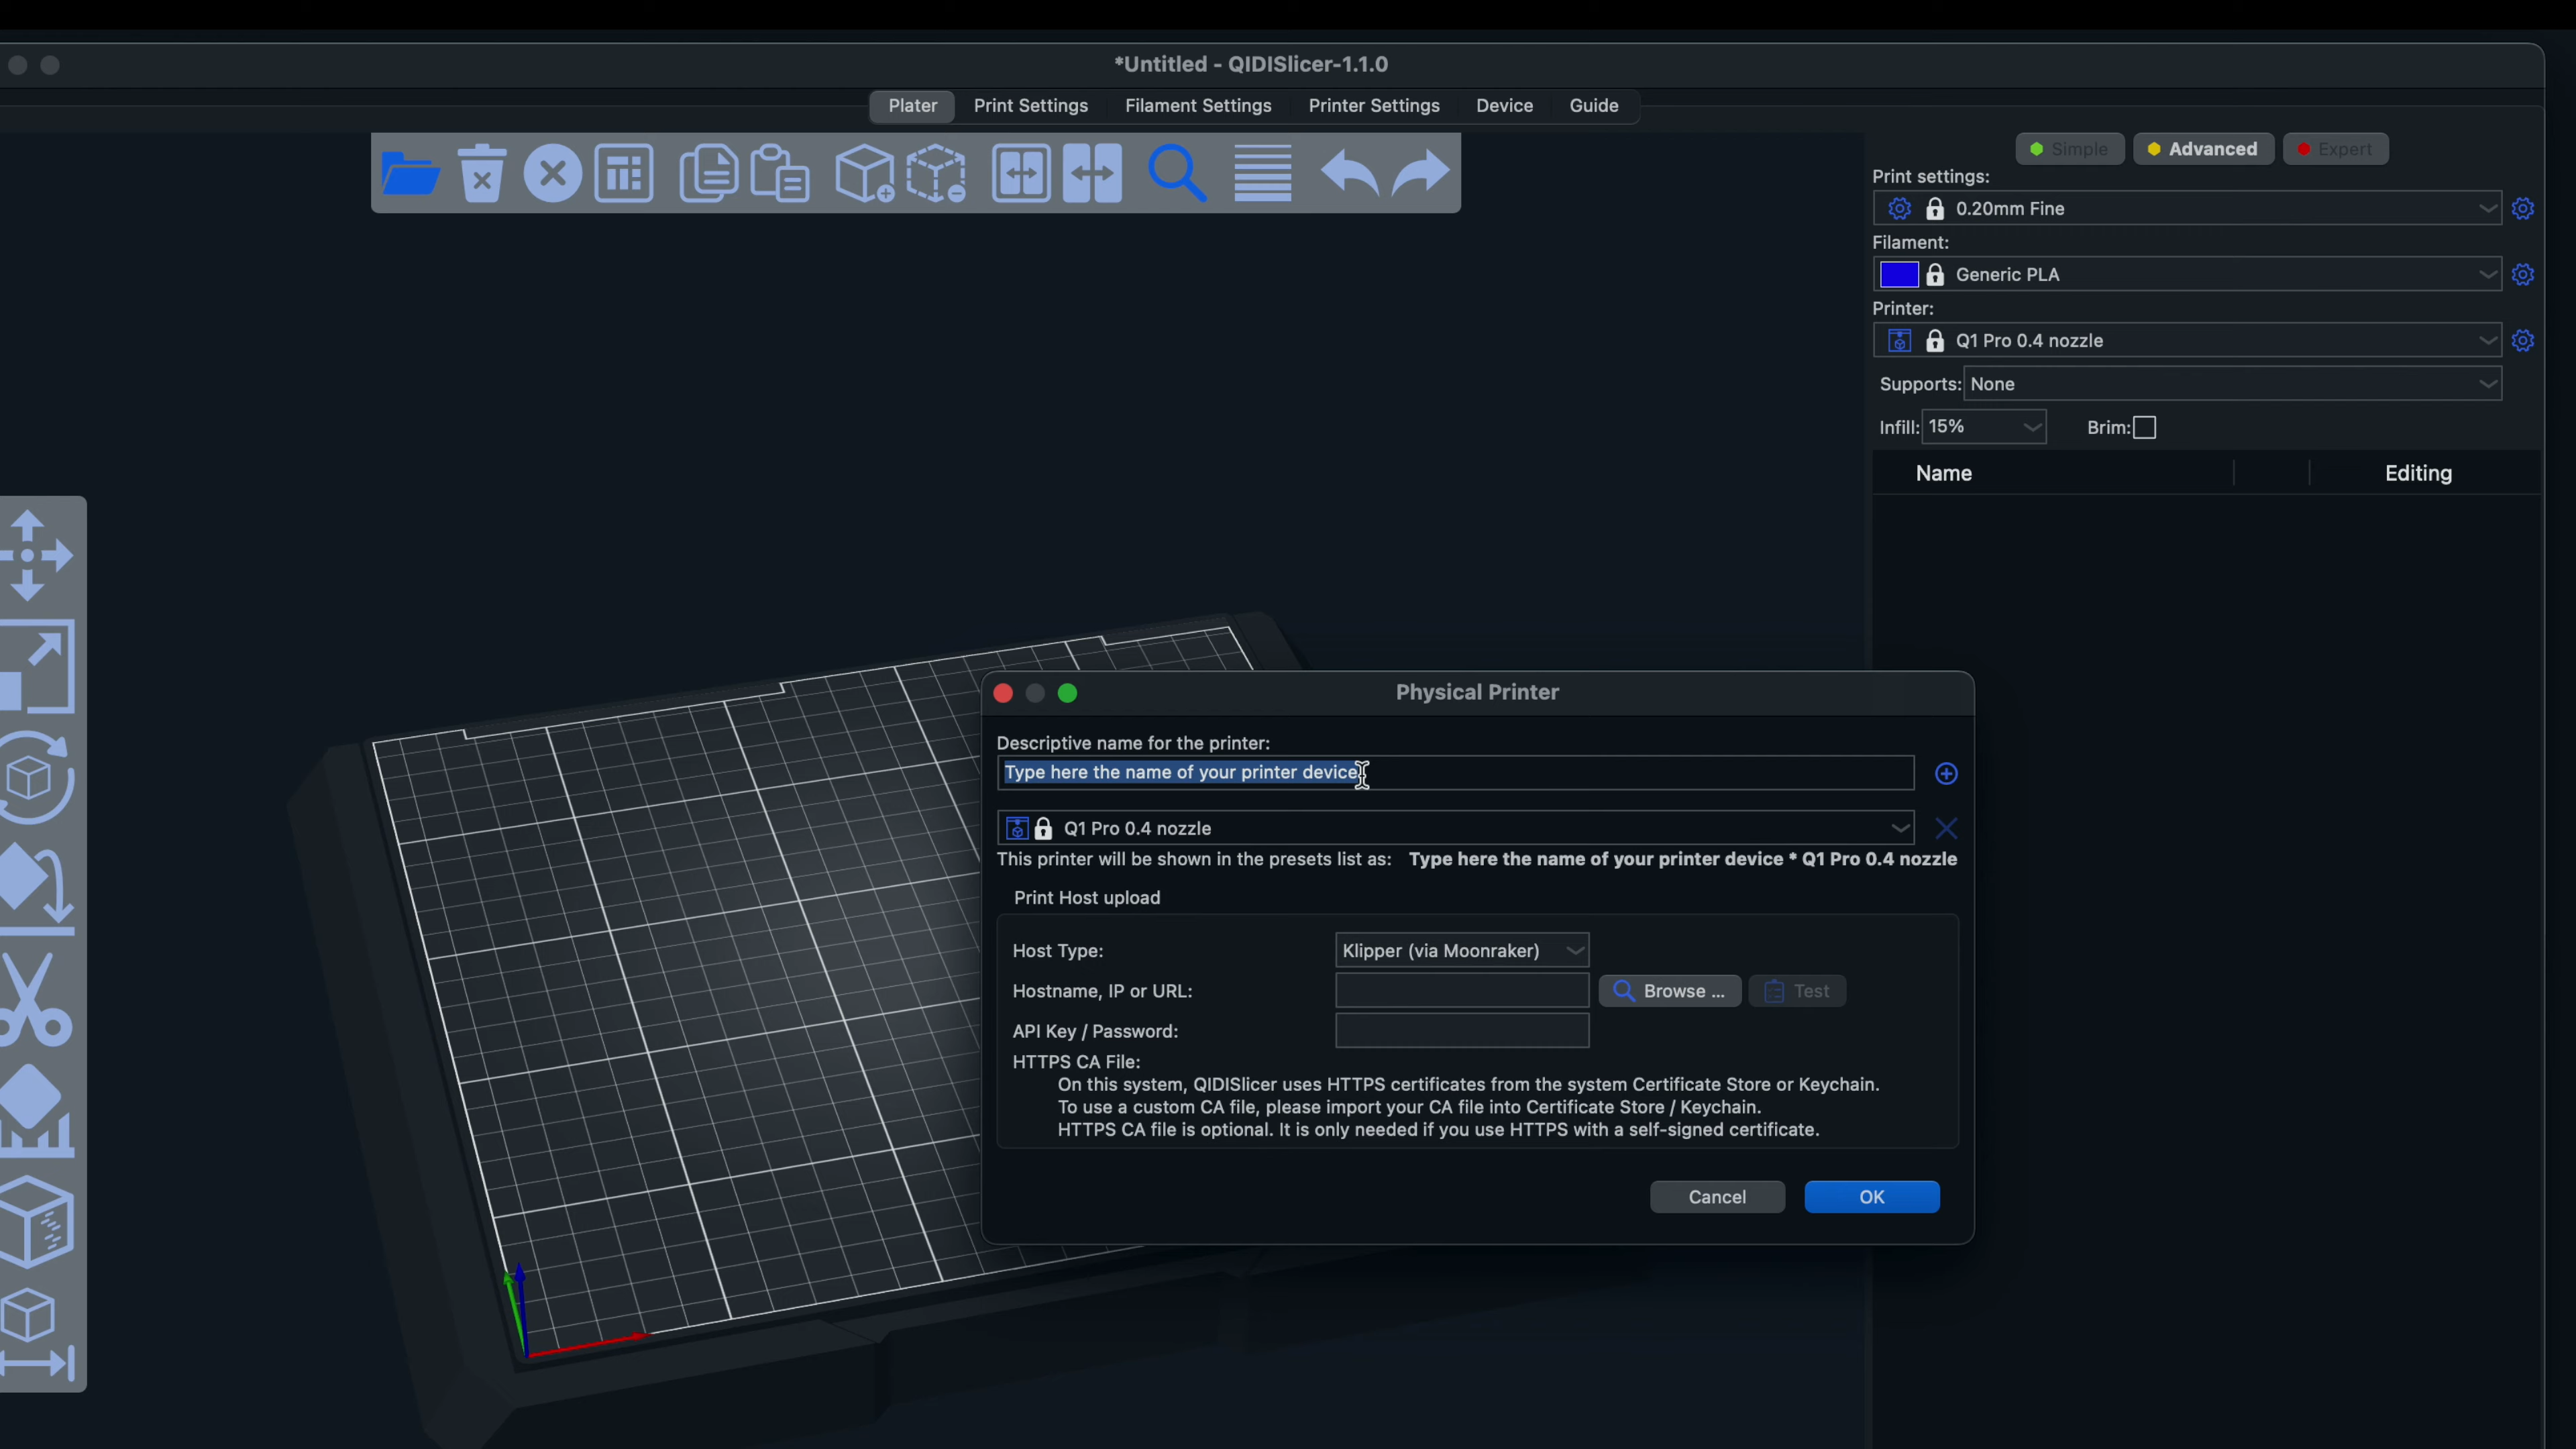 *Untitled - QIDISlicer-1.1.0
Plater Print Settings Filament Settings Printer Settings Device Guide
Simple Advanced Expert
Print settings:
0.20mm Fine
Filament:
Generic PLA
Printer:
Q1 Pro 0.4 nozzle
Supports: None
Infill: 15% Brim:
Name Editing
Physical Printer
Descriptive name for the printer:
Type here the name of your printer device
Q1 Pro 0.4 nozzle
This printer will be shown in the presets list as: Type here the name of your printer device * Q1 Pro 0.4 nozzle
Print Host upload
Host Type: Klipper (via Moonraker)
Hostname, IP or URL: Browse ... Test
API Key / Password:
HTTPS CA File:
On this system, QIDISlicer uses HTTPS certificates from the system Certificate Store or Keychain.
To use a custom CA file, please import your CA file into Certificate Store / Keychain.
HTTPS CA file is optional. It is only needed if you use HTTPS with a self-signed certificate.
Cancel OK